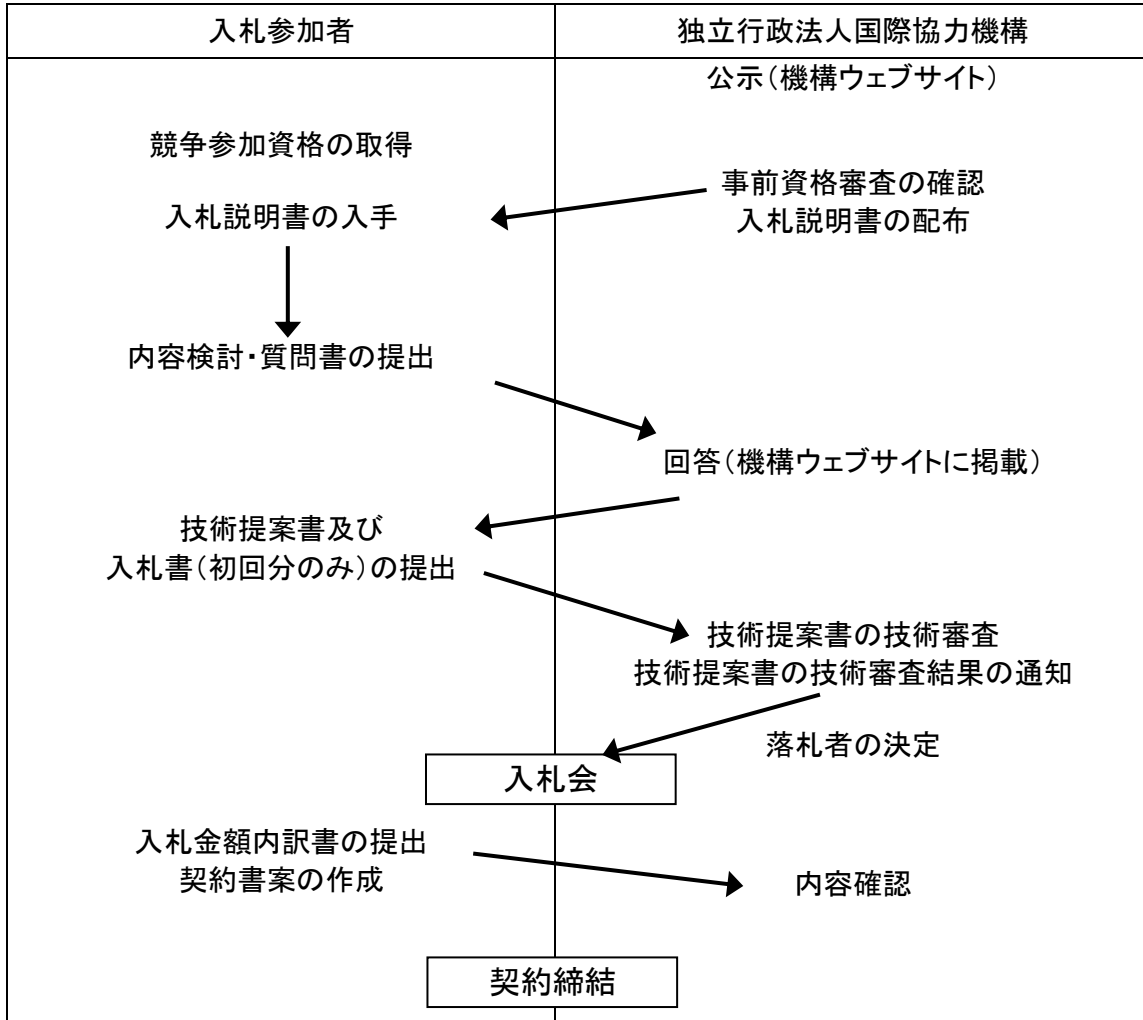 入札参加者
独立行政法人国際協力機構
公示(機構ウェブサイト)
競争参加資格の取得
事前資格審査の確認
入札説明書の入手
入札説明書の配布
内容検討・質問書の提出
回答(機構ウェブサイトに掲載)
技術提案書及び
入札書(初回分のみ)の提出
技術提案書の技術審査
技術提案書の技術審査結果の通知
落札者の決定
入札会
入札金額内訳書の提出
契約書案の作成
内容確認
契約締結